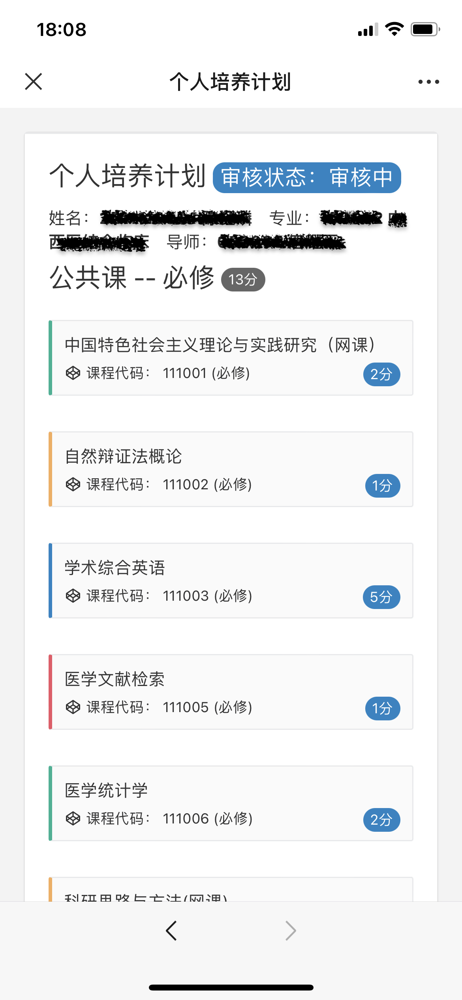 18:08
个人培养计划
个人培养计划 审核状态：审核中
姓名： 专业：
导师：
公共课 -- 必修 13分
中国特色社会主义理论与实践研究（网课）
课程代码： 111001 (必修) 2分
自然辩证法概论
课程代码： 111002 (必修) 1分
学术综合英语
课程代码： 111003 (必修) 5分
医学文献检索
课程代码： 111005 (必修) 1分
医学统计学
课程代码： 111006 (必修) 2分
科研思路与方法(网课)